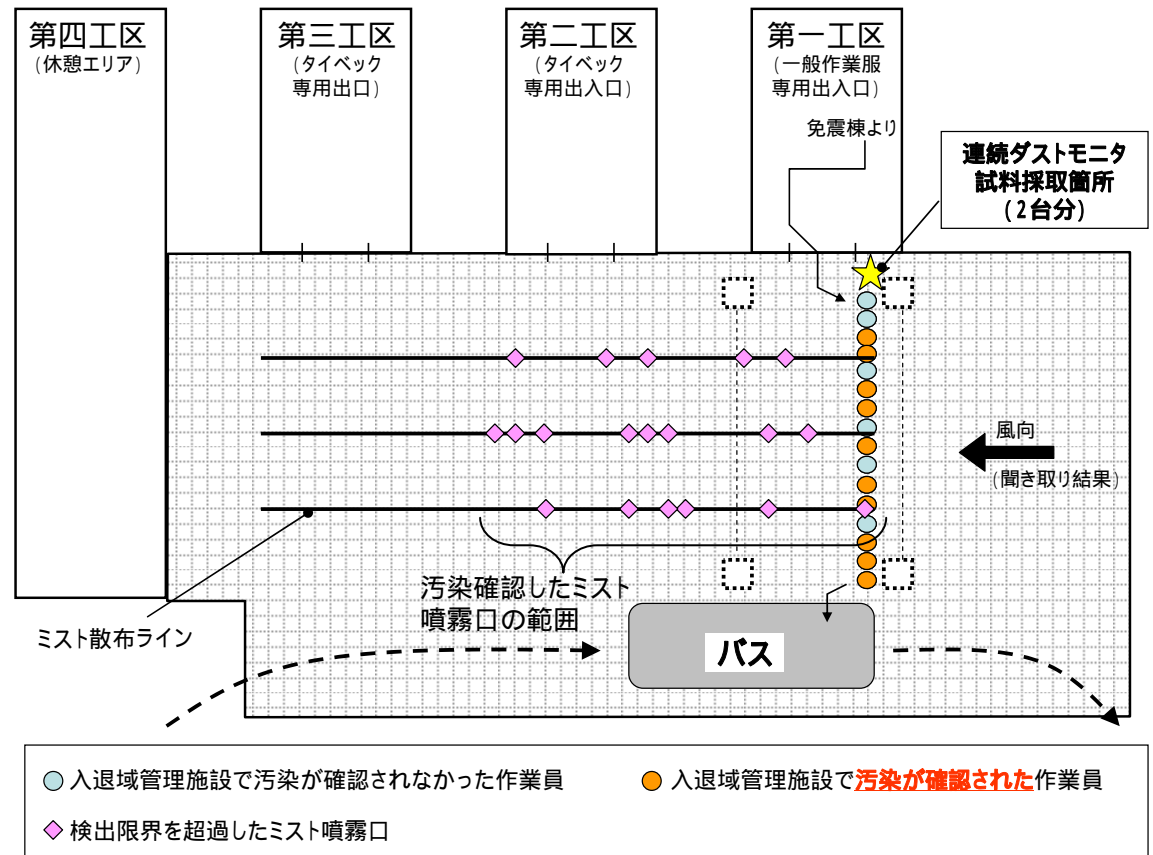 第四工区
(休憩エリア)
第三工区
(タイベック
専用出口)
第二工区
(タイベック
専用出入口)
第一工区
(一般作業服
専用出入口)
免震棟より
連続ダストモニタ
試料採取箇所
(2台分)
風向
(聞き取り結果)
汚染確認したミスト
噴霧口の範囲
ミスト散布ライン
バス
入退域管理施設で汚染が確認されなかった作業員
入退域管理施設で汚染が確認された作業員
検出限界を超過したミスト噴霧口